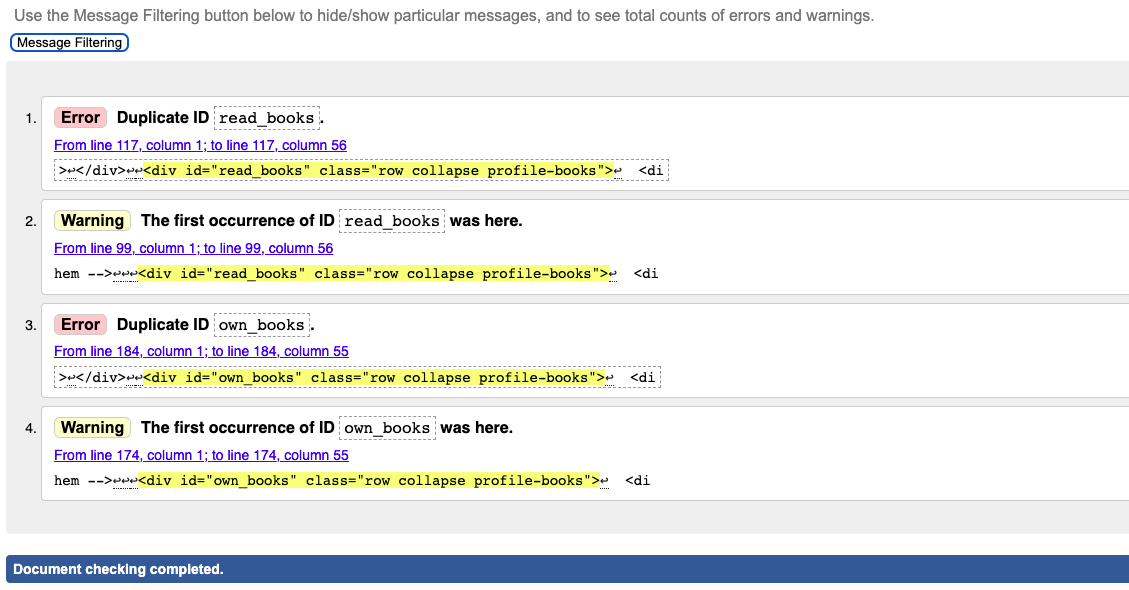 Use the Message Filtering button below to hide/show particular messages, and to see total counts of errors and warnings.
Message Filtering
1. Error Duplicate ID read_books.
From line 117, column 1; to line 117, column 56
>↩</div>↩↩<div id="read_books" class="row collapse profile-books">↩  <di
2. Warning The first occurrence of ID read_books was here.
From line 99, column 1; to line 99, column 56
hem -->↩↩↩<div id="read_books" class="row collapse profile-books">↩  <di
3. Error Duplicate ID own_books.
From line 184, column 1; to line 184, column 55
>↩</div>↩↩<div id="own_books" class="row collapse profile-books">↩  <di
4. Warning The first occurrence of ID own_books was here.
From line 174, column 1; to line 174, column 55
hem -->↩↩↩<div id="own_books" class="row collapse profile-books">↩  <di
Document checking completed.